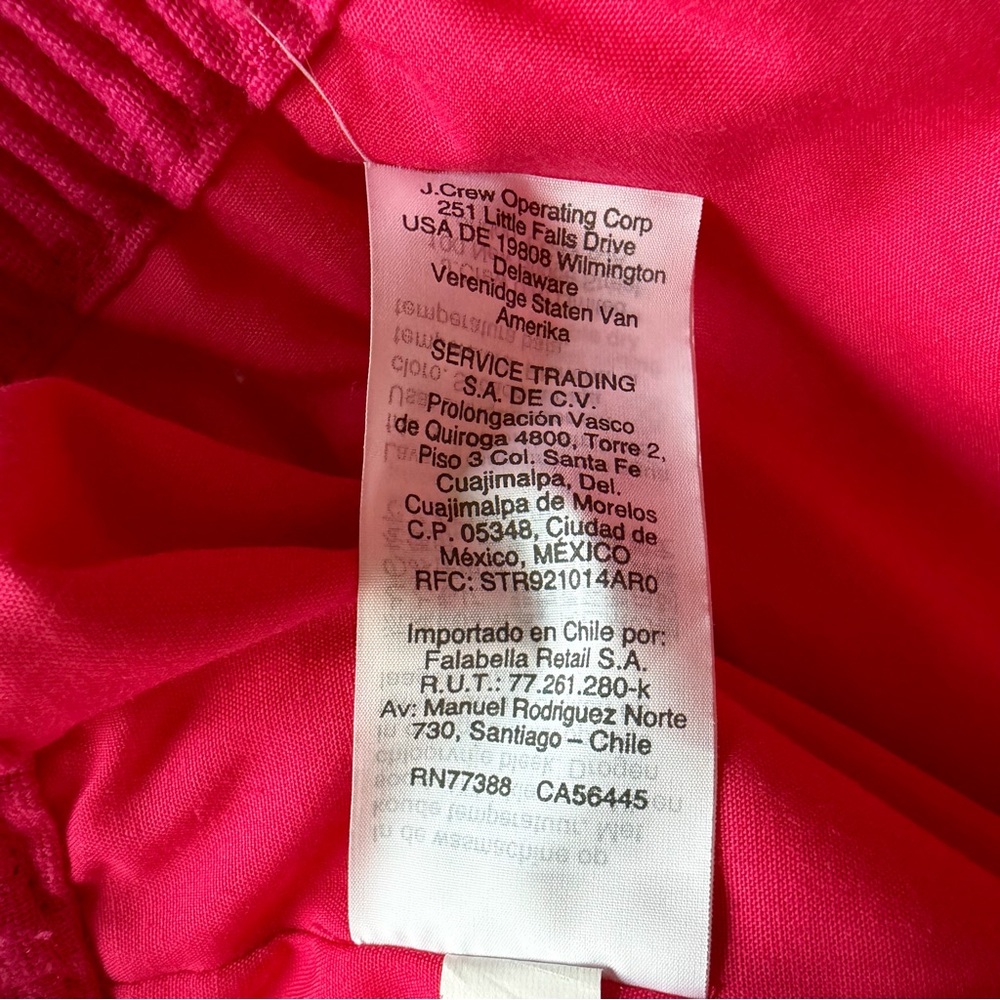 J.Crew Operating Corp
251 Little Falls Drive
USA DE 19808 Wilmington
Delaware
Verenidge Staten Van
Amerika
SERVICE TRADING
S.A. DE C.V.
Prolongación Vasco
de Quiroga 4800, Torre 2,
Piso 3 Col. Santa Fe
Cuajimalpa, Del.
Cuajimalpa de Morelos
C.P. 05348, Ciudad de
México, MÉXICO
RFC: STR921014AR0
Importado en Chile por:
Falabella Retail S.A.
R.U.T.: 77.261.280-k
Av: Manuel Rodriguez Norte
730, Santiago – Chile
RN77388 CA56445